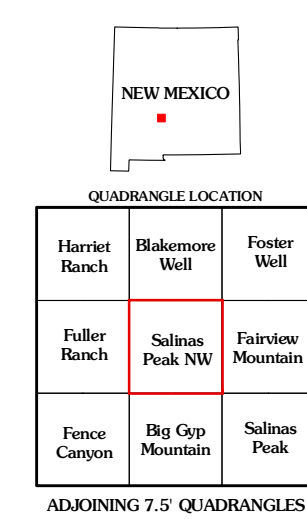 NEW MEXICO
QUADRANGLE LOCATION
Harriet
Ranch
Blakemore
Well
Foster
Well
Fuller
Ranch
Salinas
Peak NW
Fairview
Mountain
Fence
Canyon
Big Gyp
Mountain
Salinas
Peak
ADJOINING 7.5' QUADRANGLES